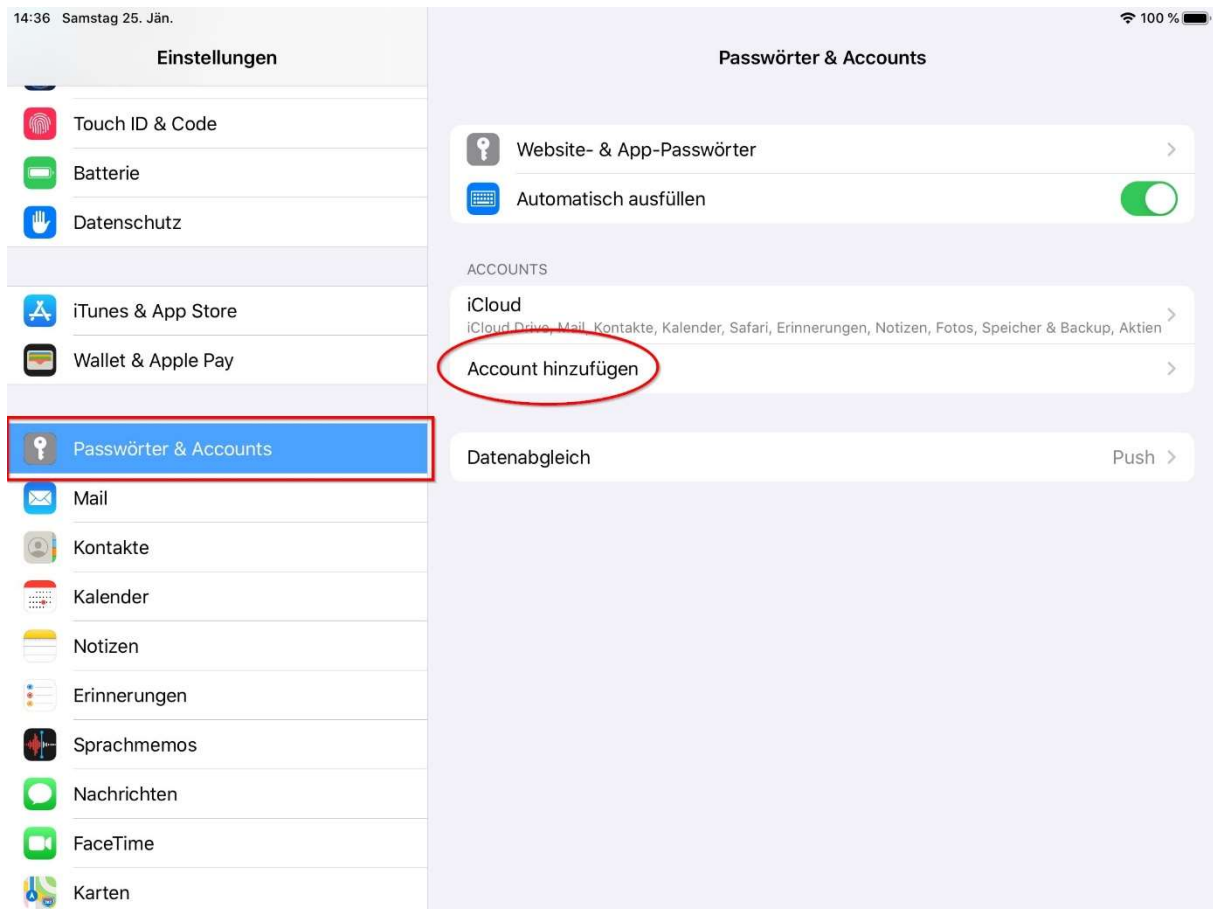 14:36 Samstag 25. Jän.
100 %
Einstellungen
Touch ID & Code
Batterie
Datenschutz
iTunes & App Store
Wallet & Apple Pay
Passwörter & Accounts
Mail
Kontakte
Kalender
Notizen
Erinnerungen
Sprachmemos
Nachrichten
FaceTime
Karten
Passwörter & Accounts
Website- & App-Passwörter
Automatisch ausfüllen
ACCOUNTS
iCloud
iCloud Drive, Mail, Kontakte, Kalender, Safari, Erinnerungen, Notizen, Fotos, Speicher & Backup, Aktien
Account hinzufügen
Datenabgleich Push